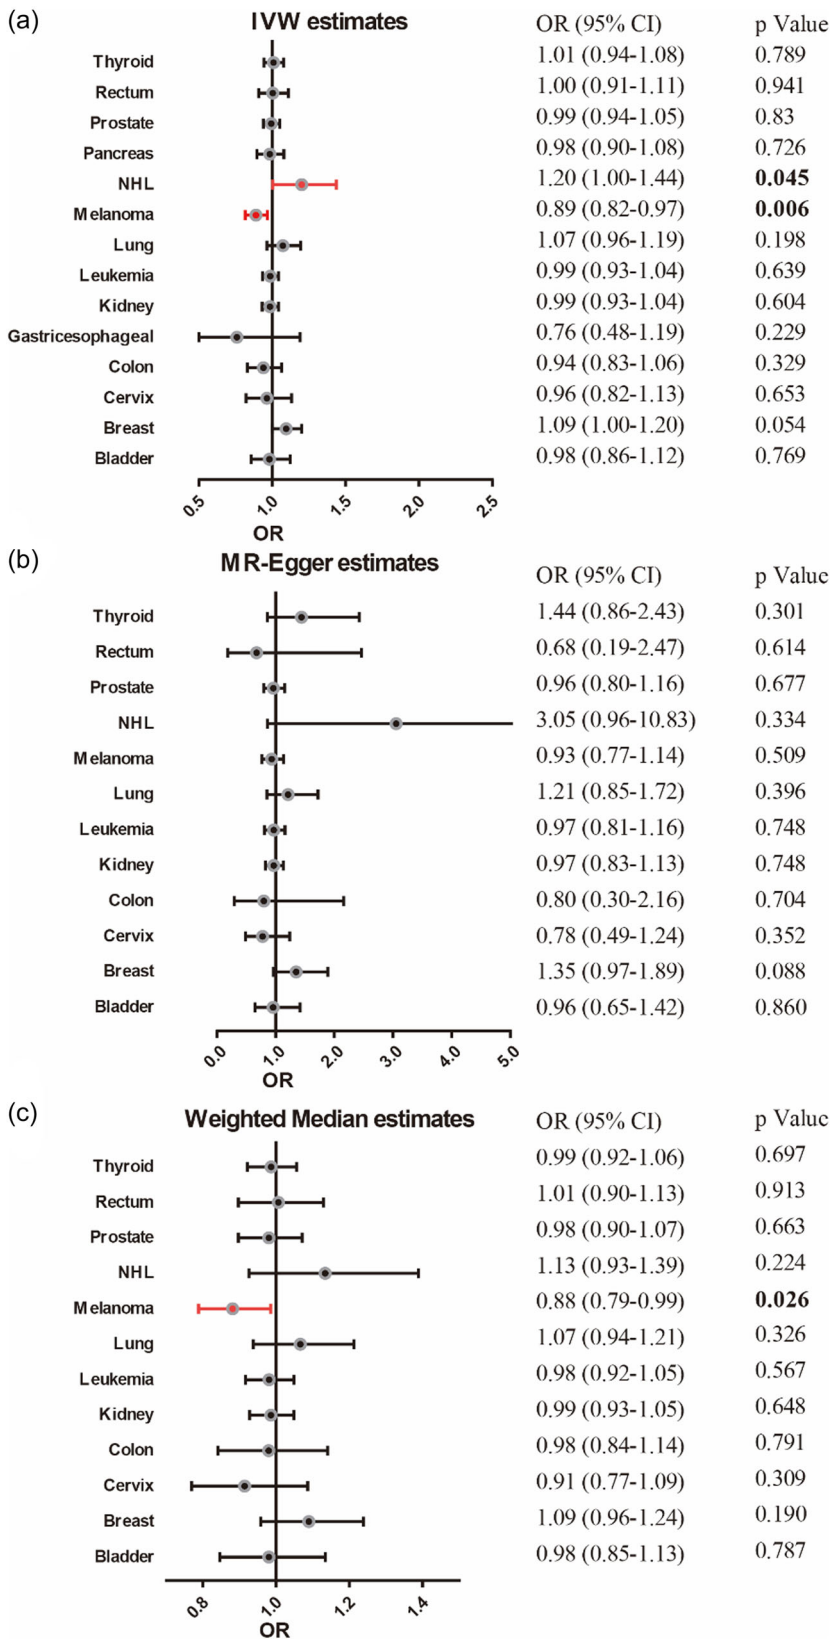 (a) IVW estimates OR (95% CI) p Value
Thyroid 1.01 (0.94-1.08) 0.789
Rectum 1.00 (0.91-1.11) 0.941
Prostate 0.99 (0.94-1.05) 0.83
Pancreas 0.98 (0.90-1.08) 0.726
NHL 1.20 (1.00-1.44) 0.045
Melanoma 0.89 (0.82-0.97) 0.006
Lung 1.07 (0.96-1.19) 0.198
Leukemia 0.99 (0.93-1.04) 0.639
Kidney 0.99 (0.93-1.04) 0.604
Gastricesophageal 0.76 (0.48-1.19) 0.229
Colon 0.94 (0.83-1.06) 0.329
Cervix 0.96 (0.82-1.13) 0.653
Breast 1.09 (1.00-1.20) 0.054
Bladder 0.98 (0.86-1.12) 0.769
0.5 1.0 1.5 2.0 2.5
OR
(b) MR-Egger estimates OR (95% CI) p Value
Thyroid 1.44 (0.86-2.43) 0.301
Rectum 0.68 (0.19-2.47) 0.614
Prostate 0.96 (0.80-1.16) 0.677
NHL 3.05 (0.96-10.83) 0.334
Melanoma 0.93 (0.77-1.14) 0.509
Lung 1.21 (0.85-1.72) 0.396
Leukemia 0.97 (0.81-1.16) 0.748
Kidney 0.97 (0.83-1.13) 0.748
Colon 0.80 (0.30-2.16) 0.704
Cervix 0.78 (0.49-1.24) 0.352
Breast 1.35 (0.97-1.89) 0.088
Bladder 0.96 (0.65-1.42) 0.860
0.0 1.0 2.0 3.0 4.0 5.0
OR
(c) Weighted Median estimates OR (95% CI) p Value
Thyroid 0.99 (0.92-1.06) 0.697
Rectum 1.01 (0.90-1.13) 0.913
Prostate 0.98 (0.90-1.07) 0.663
NHL 1.13 (0.93-1.39) 0.224
Melanoma 0.88 (0.79-0.99) 0.026
Lung 1.07 (0.94-1.21) 0.326
Leukemia 0.98 (0.92-1.05) 0.567
Kidney 0.99 (0.93-1.05) 0.648
Colon 0.98 (0.84-1.14) 0.791
Cervix 0.91 (0.77-1.09) 0.309
Breast 1.09 (0.96-1.24) 0.190
Bladder 0.98 (0.85-1.13) 0.787
0.8 1.0 1.2 1.4
OR